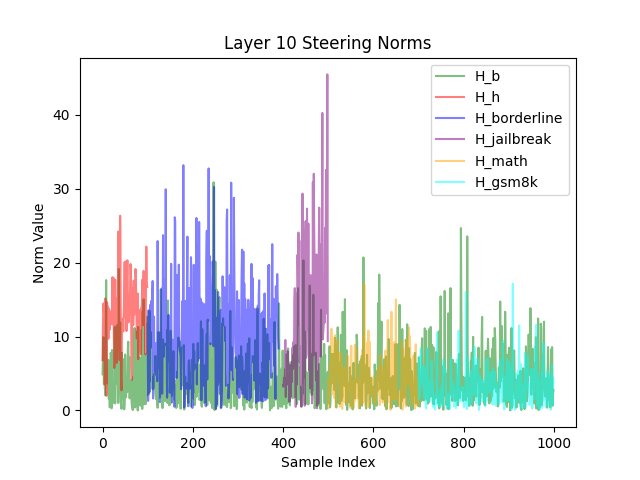 Layer 10 Steering Norms
H_b
H_h
H_borderline
H_jailbreak
H_math
H_gsm8k
40
30
20
10
0
Norm Value
0 200 400 600 800 1000
Sample Index